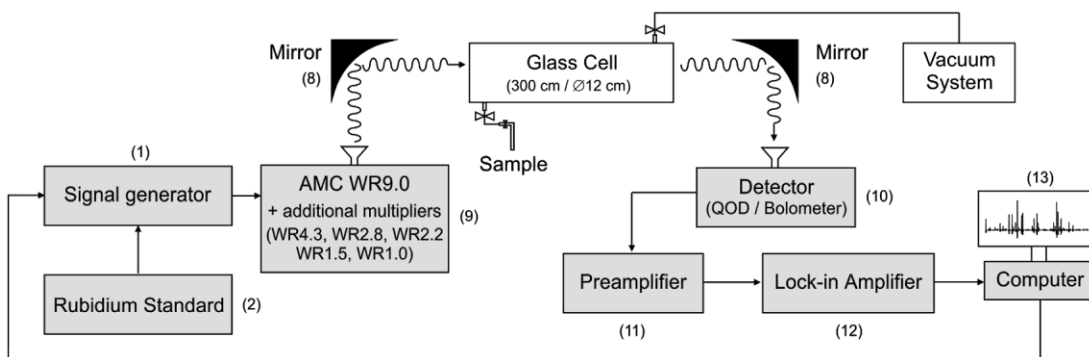 Mirror
(8)
Glass Cell
(300 cm / Ø12 cm)
Mirror
(8)
Vacuum
System
Sample
(1)
Signal generator
AMC WR9.0
+ additional multipliers
(WR4.3, WR2.8, WR2.2
WR1.5, WR1.0)
(9)
Detector
(QOD / Bolometer)
(10)
(13)
Rubidium Standard
(2)
Preamplifier
(11)
Lock-in Amplifier
(12)
Computer